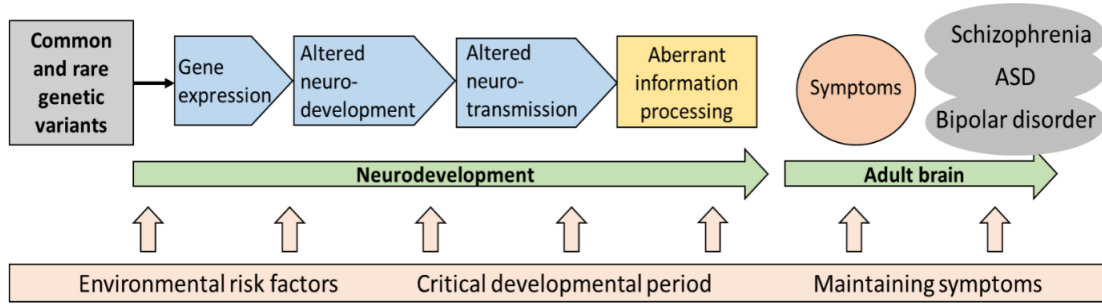 Common
and rare
genetic
variants
Gene
expression
Altered
neuro-
development
Altered
neuro-
transmission
Aberrant
information
processing
Symptoms
Schizophrenia
ASD
Bipolar disorder
Neurodevelopment
Adult brain
Environmental risk factors
Critical developmental period
Maintaining symptoms